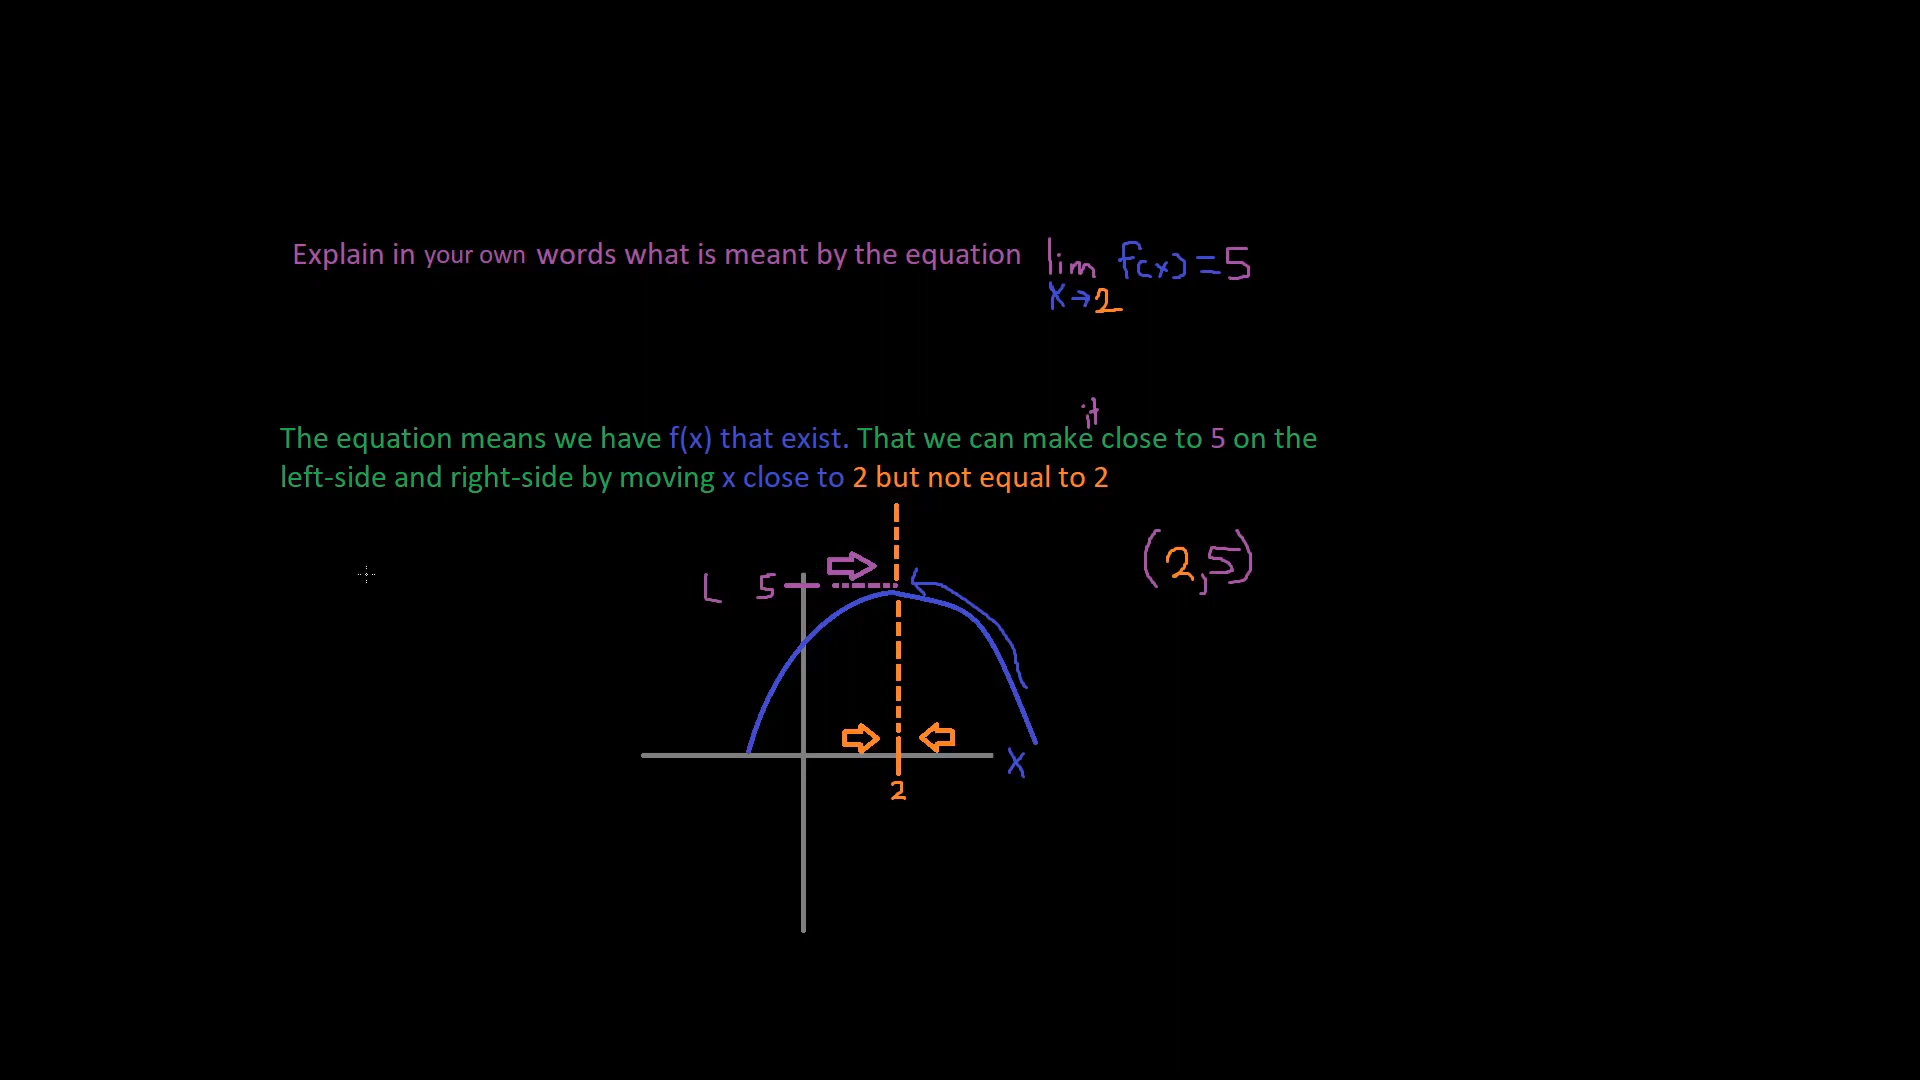 Explain in your own words what is meant by the equation lim f(x) = 5
x → 2
it
The equation means we have f(x) that exist. That we can make close to 5 on the
left-side and right-side by moving x close to 2 but not equal to 2
(2,5)
L 5
X
2